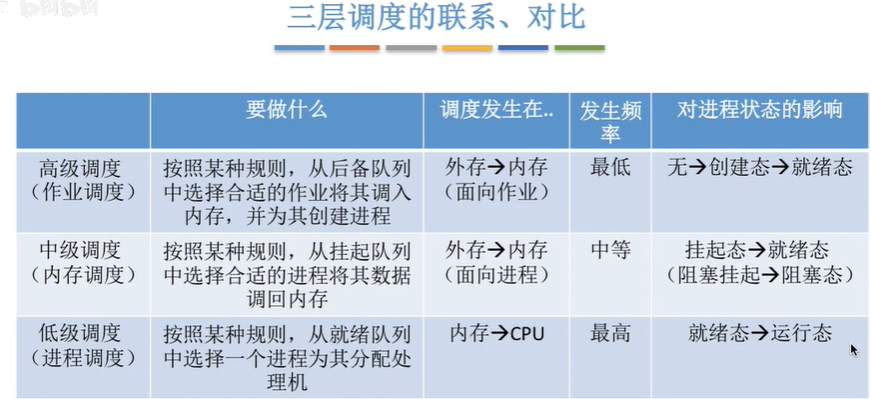 三层调度的联系、对比
要做什么
调度发生在..
发生频
率
对进程状态的影响
高级调度
（作业调度）
按照某种规则，从后备队列
中选择合适的作业将其调入
内存，并为其创建进程
外存→内存
（面向作业）
最低
无→创建态→就绪态
中级调度
（内存调度）
按照某种规则，从挂起队列
中选择合适的进程将其数据
调回内存
外存→内存
（面向进程）
中等
挂起态→就绪态
（阻塞挂起→阻塞态）
低级调度
（进程调度）
按照某种规则，从就绪队列
中选择一个进程为其分配处
理机
内存→CPU
最高
就绪态→运行态